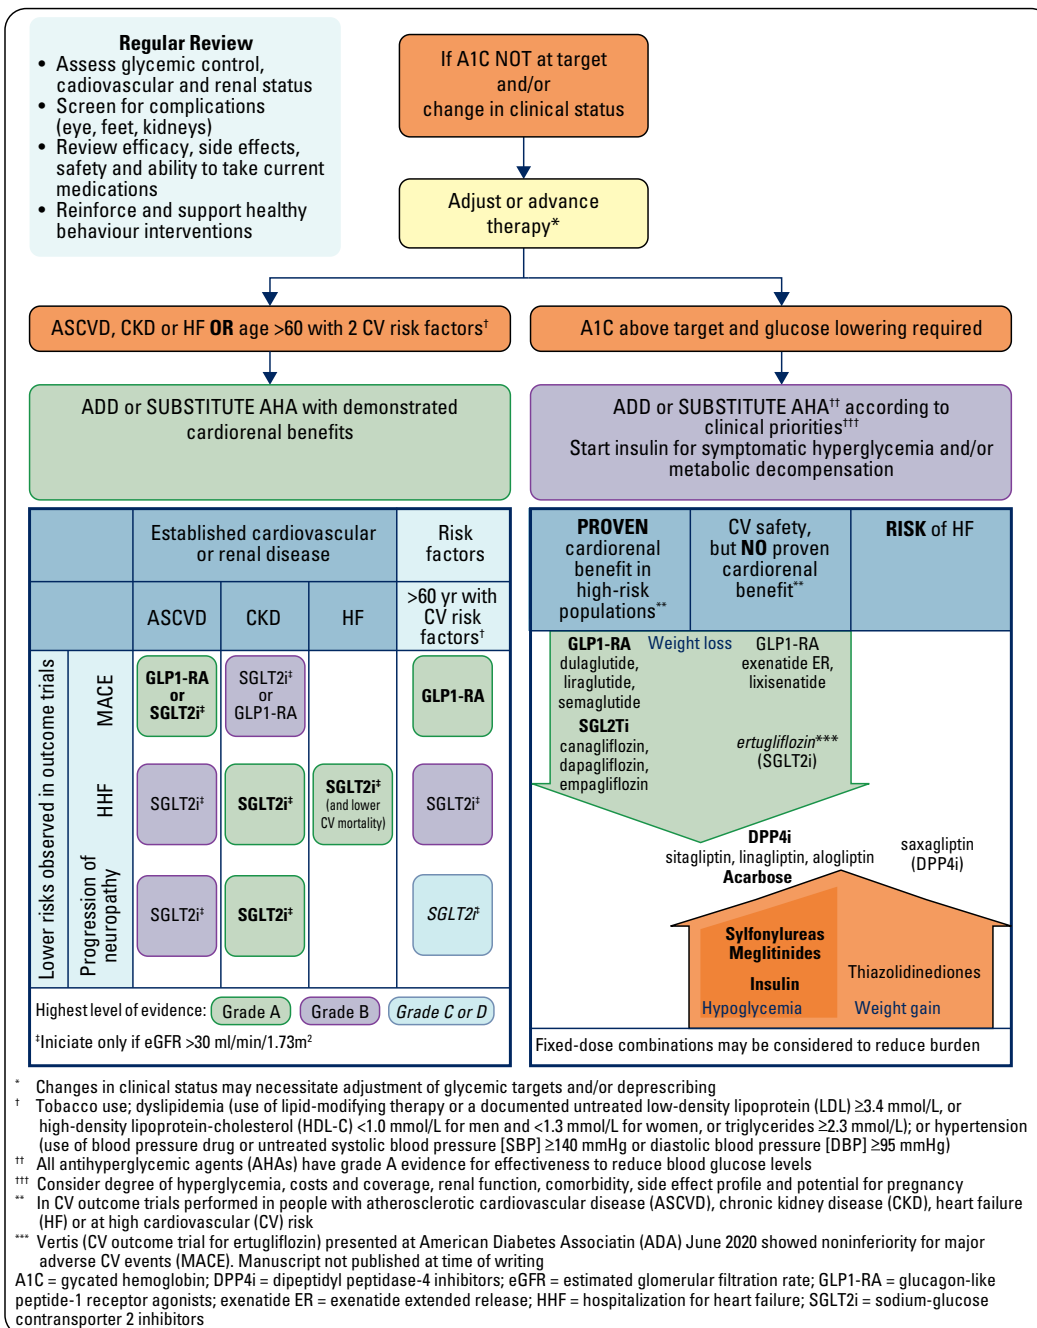 Regular Review
• Assess glycemic control,
cadiovascular and renal status
• Screen for complications
(eye, feet, kidneys)
• Review efficacy, side effects,
safety and ability to take current
medications
• Reinforce and support healthy
behaviour interventions
If A1C NOT at target
and/or
change in clinical status
Adjust or advance
therapy*
ASCVD, CKD or HF OR age >60 with 2 CV risk factors†
A1C above target and glucose lowering required
ADD or SUBSTITUTE AHA with demonstrated
cardiorenal benefits
ADD or SUBSTITUTE AHA†† according to
clinical priorities†††
Start insulin for symptomatic hyperglycemia and/or
metabolic decompensation
Established cardiovascular
or renal disease
Risk
factors
ASCVD
CKD
HF
>60 yr with
CV risk
factors†
Lower risks observed in outcome trials
MACE
GLP1-RA
or
SGLT2i‡
SGLT2i‡
or
GLP1-RA
GLP1-RA
HHF
SGLT2i‡
SGLT2i‡
SGLT2i‡
(and lower
CV mortality)
SGLT2i‡
Progression of
neuropathy
SGLT2i‡
SGLT2i‡
SGLT2i‡
Highest level of evidence: Grade A Grade B Grade C or D
‡Iniciate only if eGFR >30 ml/min/1.73m²
PROVEN
cardiorenal
benefit in
high-risk
populations**
CV safety,
but NO proven
cardiorenal
benefit**
RISK of HF
GLP1-RA
dulaglutide,
liraglutide,
semaglutide
Weight loss
GLP1-RA
exenatide ER,
lixisenatide
SGL2Ti
canagliflozin,
dapagliflozin,
empagliflozin
ertugliflozin***
(SGLT2i)
DPP4i
sitagliptin, linagliptin, alogliptin
Acarbose
saxagliptin
(DPP4i)
Sylfonylureas
Meglitinides
Insulin
Hypoglycemia
Thiazolidinediones
Weight gain
Fixed-dose combinations may be considered to reduce burden
* Changes in clinical status may necessitate adjustment of glycemic targets and/or deprescribing
† Tobacco use; dyslipidemia (use of lipid-modifying therapy or a documented untreated low-density lipoprotein (LDL) ≥3.4 mmol/L, or
high-density lipoprotein-cholesterol (HDL-C) <1.0 mmol/L for men and <1.3 mmol/L for women, or triglycerides ≥2.3 mmol/L); or hypertension
(use of blood pressure drug or untreated systolic blood pressure [SBP] ≥140 mmHg or diastolic blood pressure [DBP] ≥95 mmHg)
†† All antihyperglycemic agents (AHAs) have grade A evidence for effectiveness to reduce blood glucose levels
††† Consider degree of hyperglycemia, costs and coverage, renal function, comorbidity, side effect profile and potential for pregnancy
** In CV outcome trials performed in people with atherosclerotic cardiovascular disease (ASCVD), chronic kidney disease (CKD), heart failure
(HF) or at high cardiovascular (CV) risk
*** Vertis (CV outcome trial for ertugliflozin) presented at American Diabetes Associatin (ADA) June 2020 showed noninferiority for major
adverse CV events (MACE). Manuscript not published at time of writing
A1C = gycated hemoglobin; DPP4i = dipeptidyl peptidase-4 inhibitors; eGFR = estimated glomerular filtration rate; GLP1-RA = glucagon-like
peptide-1 receptor agonists; exenatide ER = exenatide extended release; HHF = hospitalization for heart failure; SGLT2i = sodium-glucose
contransporter 2 inhibitors